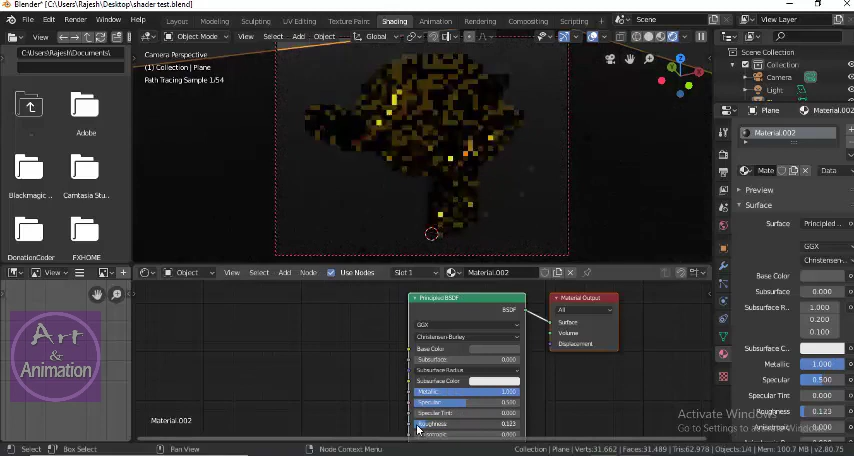 Blender* [C:\Users\Rajesh\Desktop\shader test.blend]
File Edit Render Window Help Layout Modeling Sculpting UV Editing Texture Paint Shading Animation Rendering Compositing Scripting Scene View Layer
View Object Mode View Select Add Object Global
C:\Users\Rajesh\Documents\
..
Adobe
Blackmagic ..
Camtasia Stu..
DonationCoder
FXHOME
Camera Perspective
(1) Collection | Plane
Path Tracing Sample 1/54
Scene Collection
Collection
Camera
Light
Plane Material.002
Material.002
Mate Data
Preview
Surface
Surface Principled ..
GGX
Christensen-..
Base Color
Subsurface 0.000
Subsurface R.. 1.000
0.200
0.100
Subsurface C..
Metallic 1.000
Specular 0.500
Specular Tint 0.000
Roughness 0.123
Anisotropic 0.000
View Object View Select Add Node Use Nodes Slot 1 Material.002
Art
&
Animation
Principled BSDF
BSDF
GGX
Christensen-Burley
Base Color
Subsurface: 0.000
Subsurface Radius
Subsurface Color
Metallic 1.000
Specular: 0.500
Specular Tint: 0.000
Roughness 0.123
Anisotropic 0.000
Material Output
All
Surface
Volume
Displacement
Material.002
Activate Windows
Go to Settings to activate Windows.
Select Box Select Pan View Node Context Menu Collection | Plane | Verts:31,662 | Faces:31,489 | Tris:62,978 | Objects:1/4 | Mem: 100.7 MB | v2.80.75